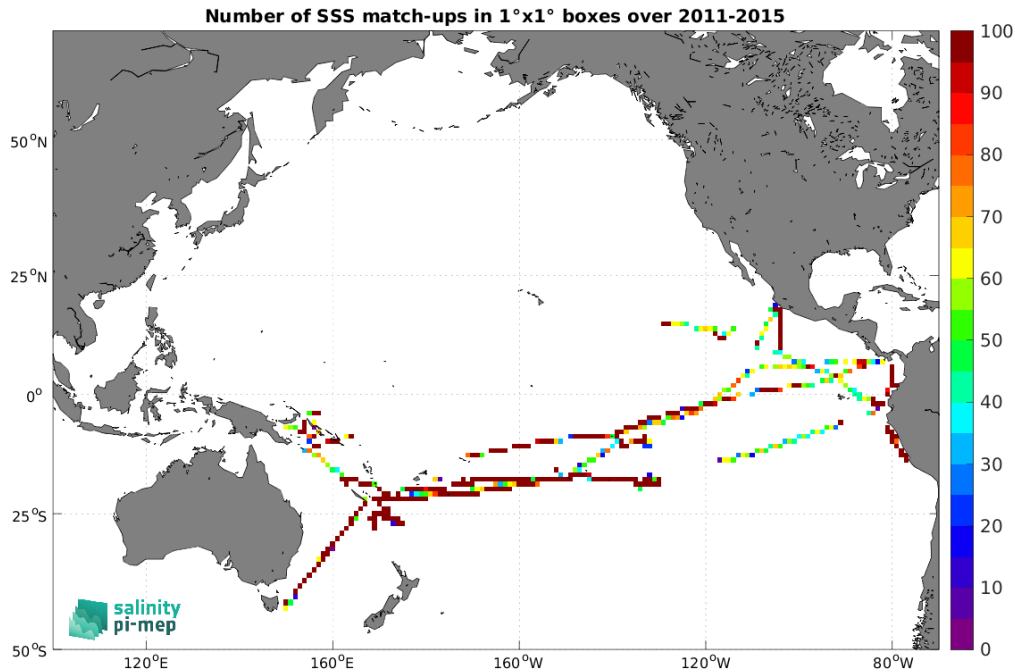 Number of SSS match-ups in 1°x1° boxes over 2011-2015
50°N
25°N
0°
25°S
50°S
120°E
160°E
160°W
120°W
80°W
100
90
80
70
60
50
40
30
20
10
0
salinity
pi-mep